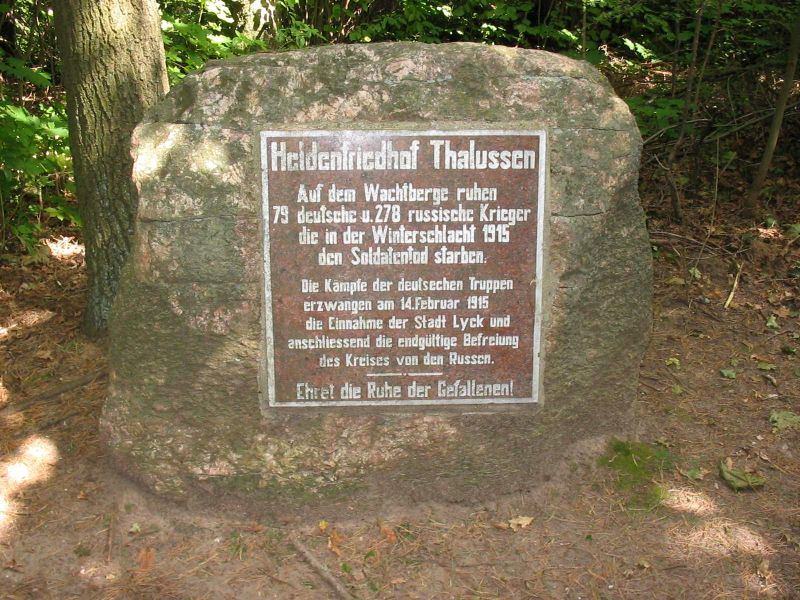 Heldenfriedhof Thalussen
Auf dem Wachtberge ruhen
79 deutsche u. 278 russische Krieger
die in der Winterschlacht 1915
den Soldatentod starben.
Die Kämpfe der deutsechen Truppen
erzwangen am 14. Februar 1915
die Einnahme der Stadt Lyck und
anschliessend die endgültige Befreiung
des Kreises von den Russen.
Ehret die Ruhe der Gefallenen!